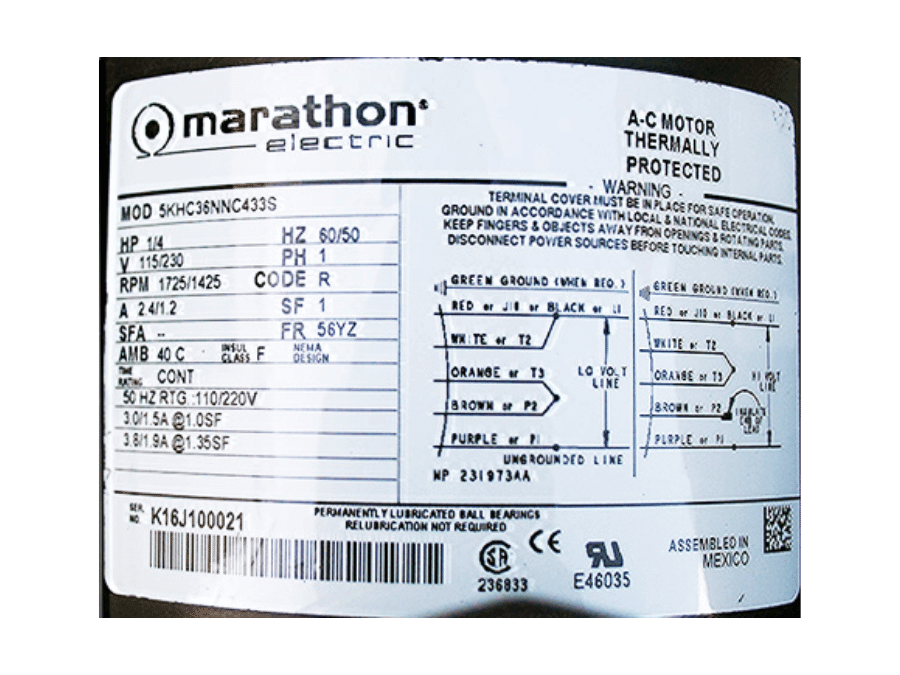 marathon®
electric
A-C MOTOR
THERMALLY
PROTECTED
- WARNING -
TERMINAL COVER MUST BE IN PLACE FOR SAFE OPERATION,
GROUND IN ACCORDANCE WITH LOCAL & NATIONAL ELECTRICAL CODES.
KEEP FINGERS & OBJECTS AWAY FROM OPENINGS & ROTATING PARTS.
DISCONNECT POWER SOURCES BEFORE TOUCHING INTERNAL PARTS.
MOD 5KHC36NNC433S
HP 1/4 HZ 60/50
V 115/230 PH 1
RPM 1725/1425 CODE R
A 2.4/1.2 SF 1
SFA -- FR 56YZ
AMB 40 C INSUL CLASS F NEMA DESIGN
TIME RATING CONT
50 HZ RTG :110/220V
3.0/1.5A @1.0SF
3.8/1.9A @1.35SF
GREEN GROUND (WHEN REQ.)
RED or J10 or BLACK or L1
WHITE or T2
ORANGE or T3
LO VOLT
LINE
BROWN or P2
PURPLE or P1
UNGROUNDED LINE
NP 231973AA
GREEN GROUND (WHEN REQ.)
RED or J10 or BLACK or L1
WHITE or T2
ORANGE or T3
HI VOLT
LINE
BROWN or P2
INSULATE
END OF
LEAD
PURPLE or P1
SER. NO. K16J100021
PERMANENTLY LUBRICATED BALL BEARINGS
RELUBRICATION NOT REQUIRED
SA
236833
CE
RU
E46035
ASSEMBLED IN
MEXICO